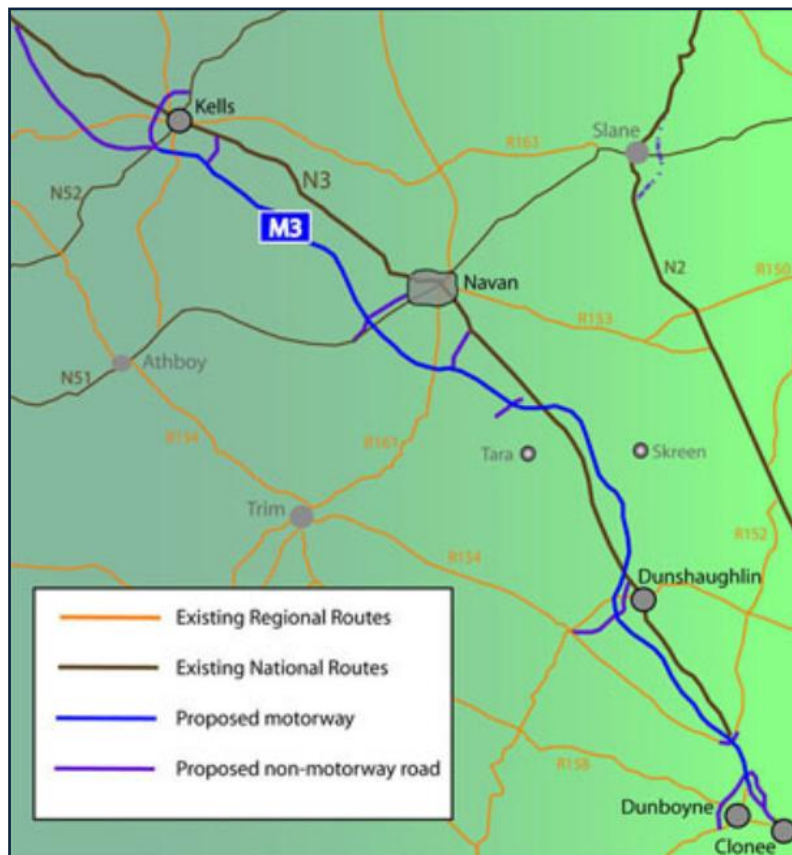 Kells
Slane
R163
N52
N3
M3
N2
Navan
R150
R153
Athboy
N51
R154
R161
Tara
Skreen
Trim
R152
R154
Dunshaughlin
Existing Regional Routes
Existing National Routes
Proposed motorway
Proposed non-motorway road
R158
Dunboyne
Clonee